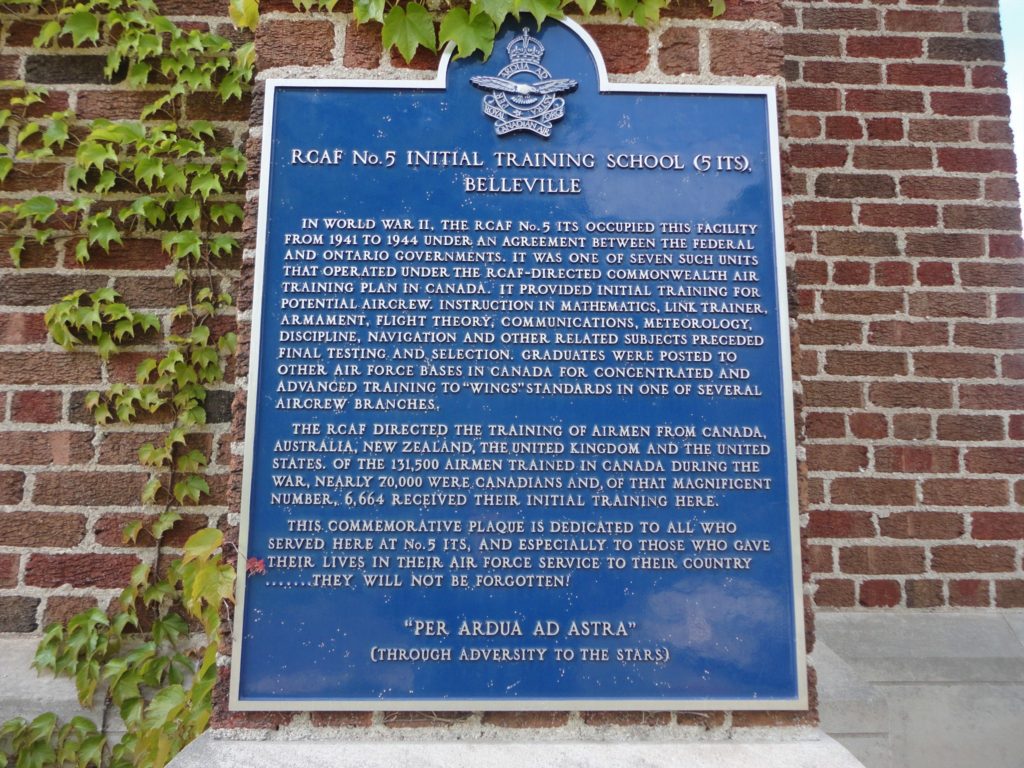 PER ARDUA AD ASTRA
ROYAL CANADIAN AIR FORCE
RCAF No. 5 INITIAL TRAINING SCHOOL (5 ITS),
BELLEVILLE
IN WORLD WAR II, THE RCAF No. 5 ITS OCCUPIED THIS FACILITY
FROM 1941 TO 1944 UNDER AN AGREEMENT BETWEEN THE FEDERAL
AND ONTARIO GOVERNMENTS. IT WAS ONE OF SEVEN SUCH UNITS
THAT OPERATED UNDER THE RCAF-DIRECTED COMMONWEALTH AIR
TRAINING PLAN IN CANADA. IT PROVIDED INITIAL TRAINING FOR
POTENTIAL AIRCREW. INSTRUCTION IN MATHEMATICS, LINK TRAINER,
ARMAMENT, FLIGHT THEORY, COMMUNICATIONS, METEOROLOGY,
DISCIPLINE, NAVIGATION AND OTHER RELATED SUBJECTS PRECEDED
FINAL TESTING AND SELECTION. GRADUATES WERE POSTED TO
OTHER AIR FORCE BASES IN CANADA FOR CONCENTRATED AND
ADVANCED TRAINING TO "WINGS" STANDARDS IN ONE OF SEVERAL
AIRCREW BRANCHES.
THE RCAF DIRECTED THE TRAINING OF AIRMEN FROM CANADA,
AUSTRALIA, NEW ZEALAND, THE UNITED KINGDOM AND THE UNITED
STATES. OF THE 131,500 AIRMEN TRAINED IN CANADA DURING THE
WAR, NEARLY 70,000 WERE CANADIANS AND, OF THAT MAGNIFICENT
NUMBER, 6,664 RECEIVED THEIR INITIAL TRAINING HERE.
THIS COMMEMORATIVE PLAQUE IS DEDICATED TO ALL WHO
SERVED HERE AT No. 5 ITS, AND ESPECIALLY TO THOSE WHO GAVE
THEIR LIVES IN THEIR AIR FORCE SERVICE TO THEIR COUNTRY
.......THEY WILL NOT BE FORGOTTEN!
"PER ARDUA AD ASTRA"
(THROUGH ADVERSITY TO THE STARS)